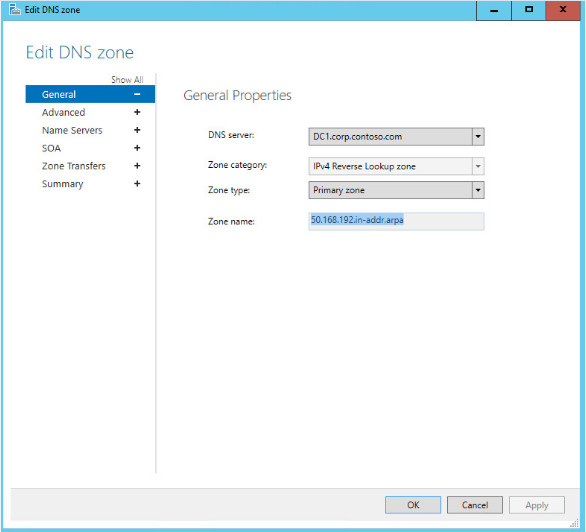 Edit DNS zone
Edit DNS zone
Show All
General
Advanced
Name Servers
SOA
Zone Transfers
Summary
General Properties
DNS server: DC1.corp.contoso.com
Zone category: IPv4 Reverse Lookup zone
Zone type: Primary zone
Zone name: 50.168.192.in-addr.arpa
OK Cancel Apply